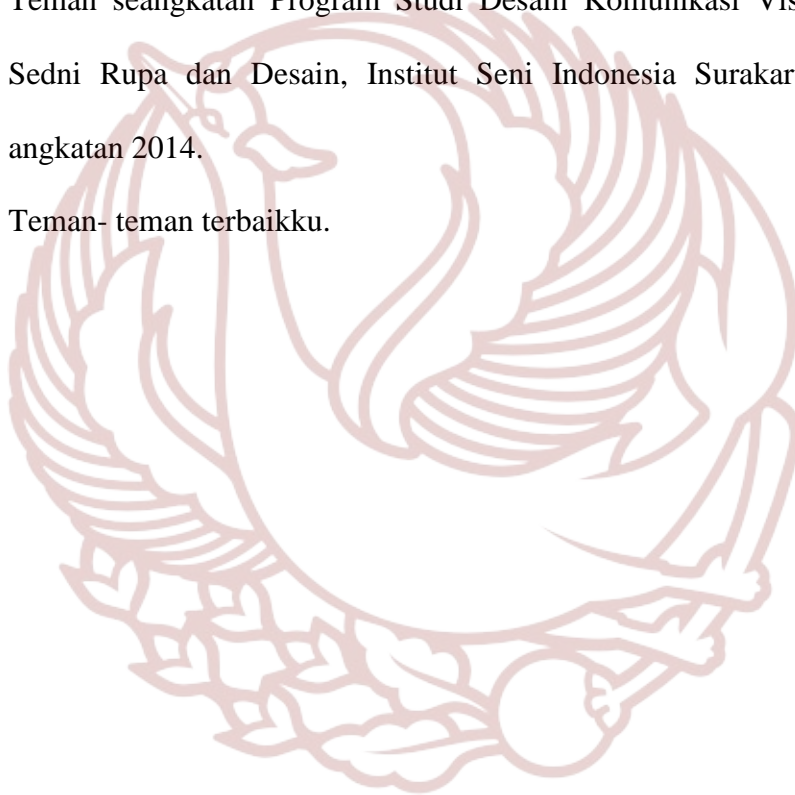 Teman seangkatan Program Studi Desain Komunikasi Vis
Sedni Rupa dan Desain, Institut Seni Indonesia Surakar
angkatan 2014.
Teman- teman terbaikku.